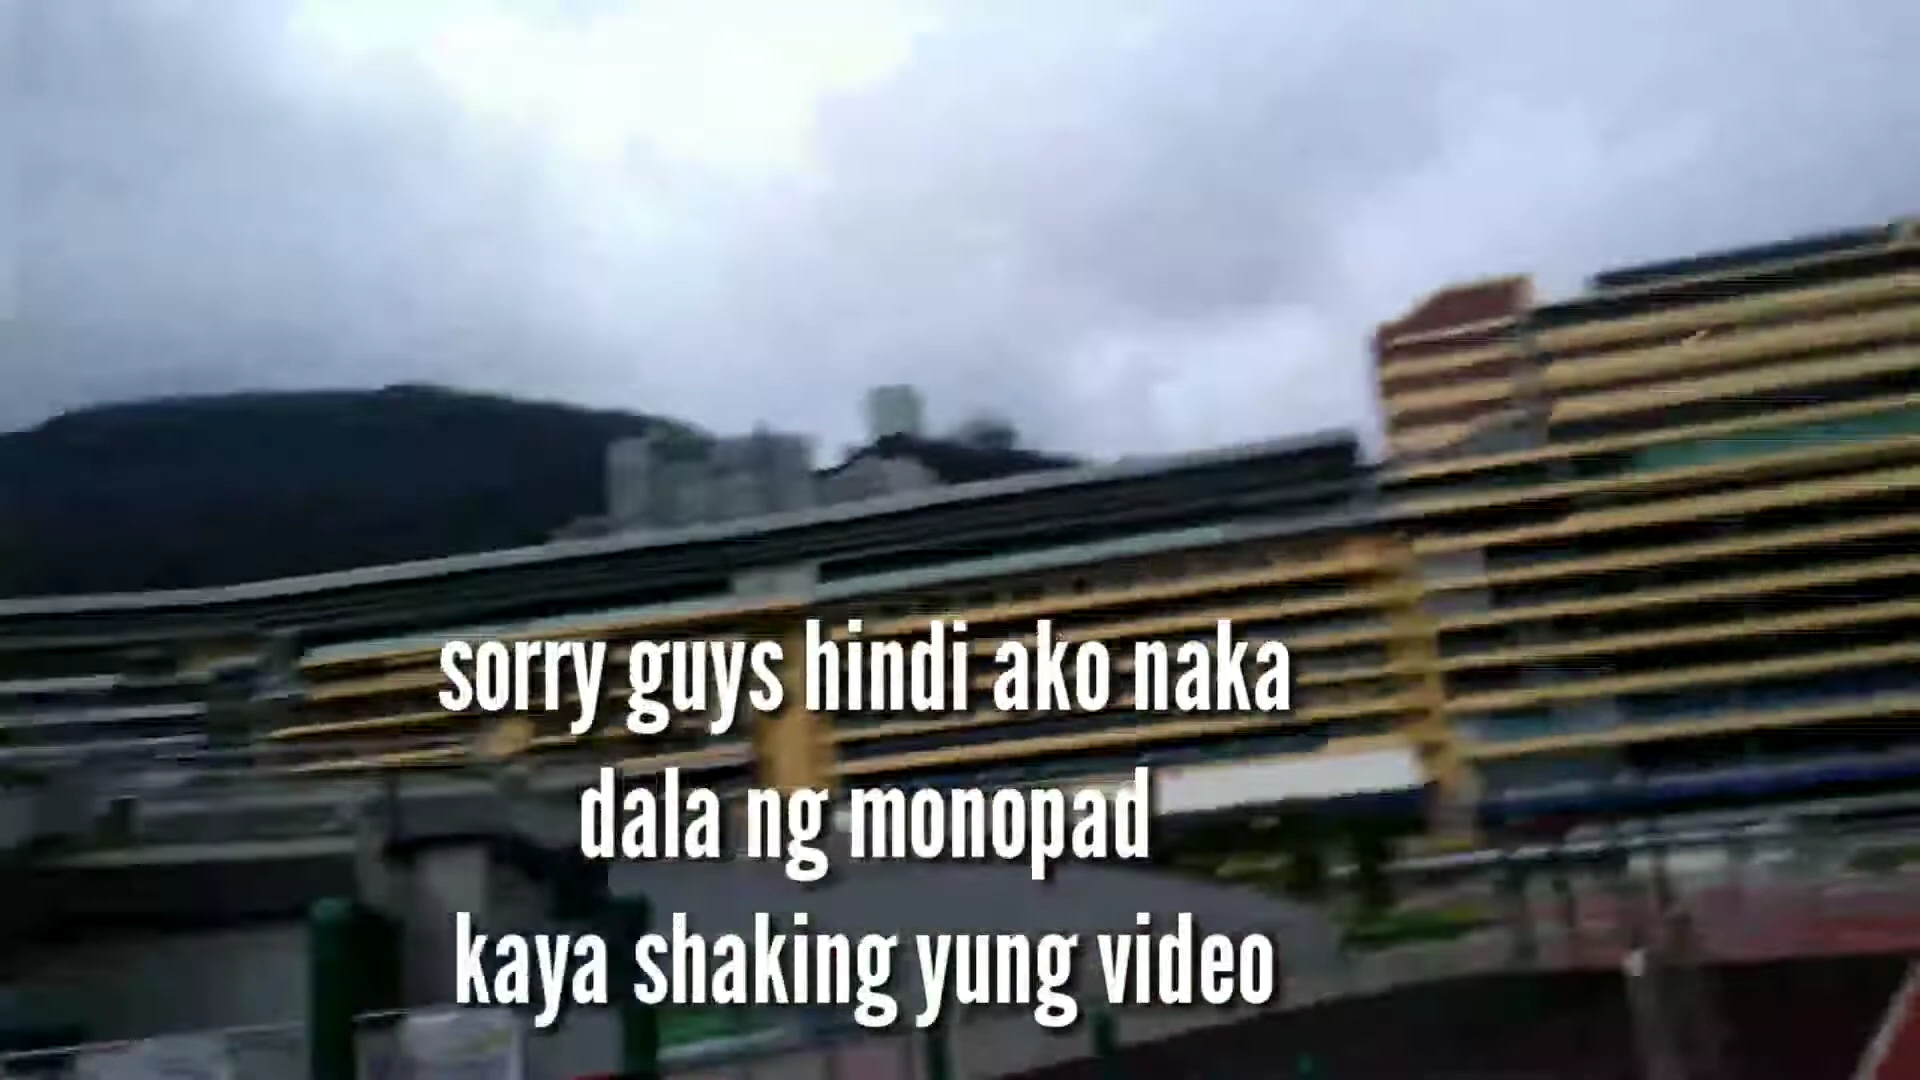 sorry guys hindi ako naka
dala ng monopad
kaya shaking yung video